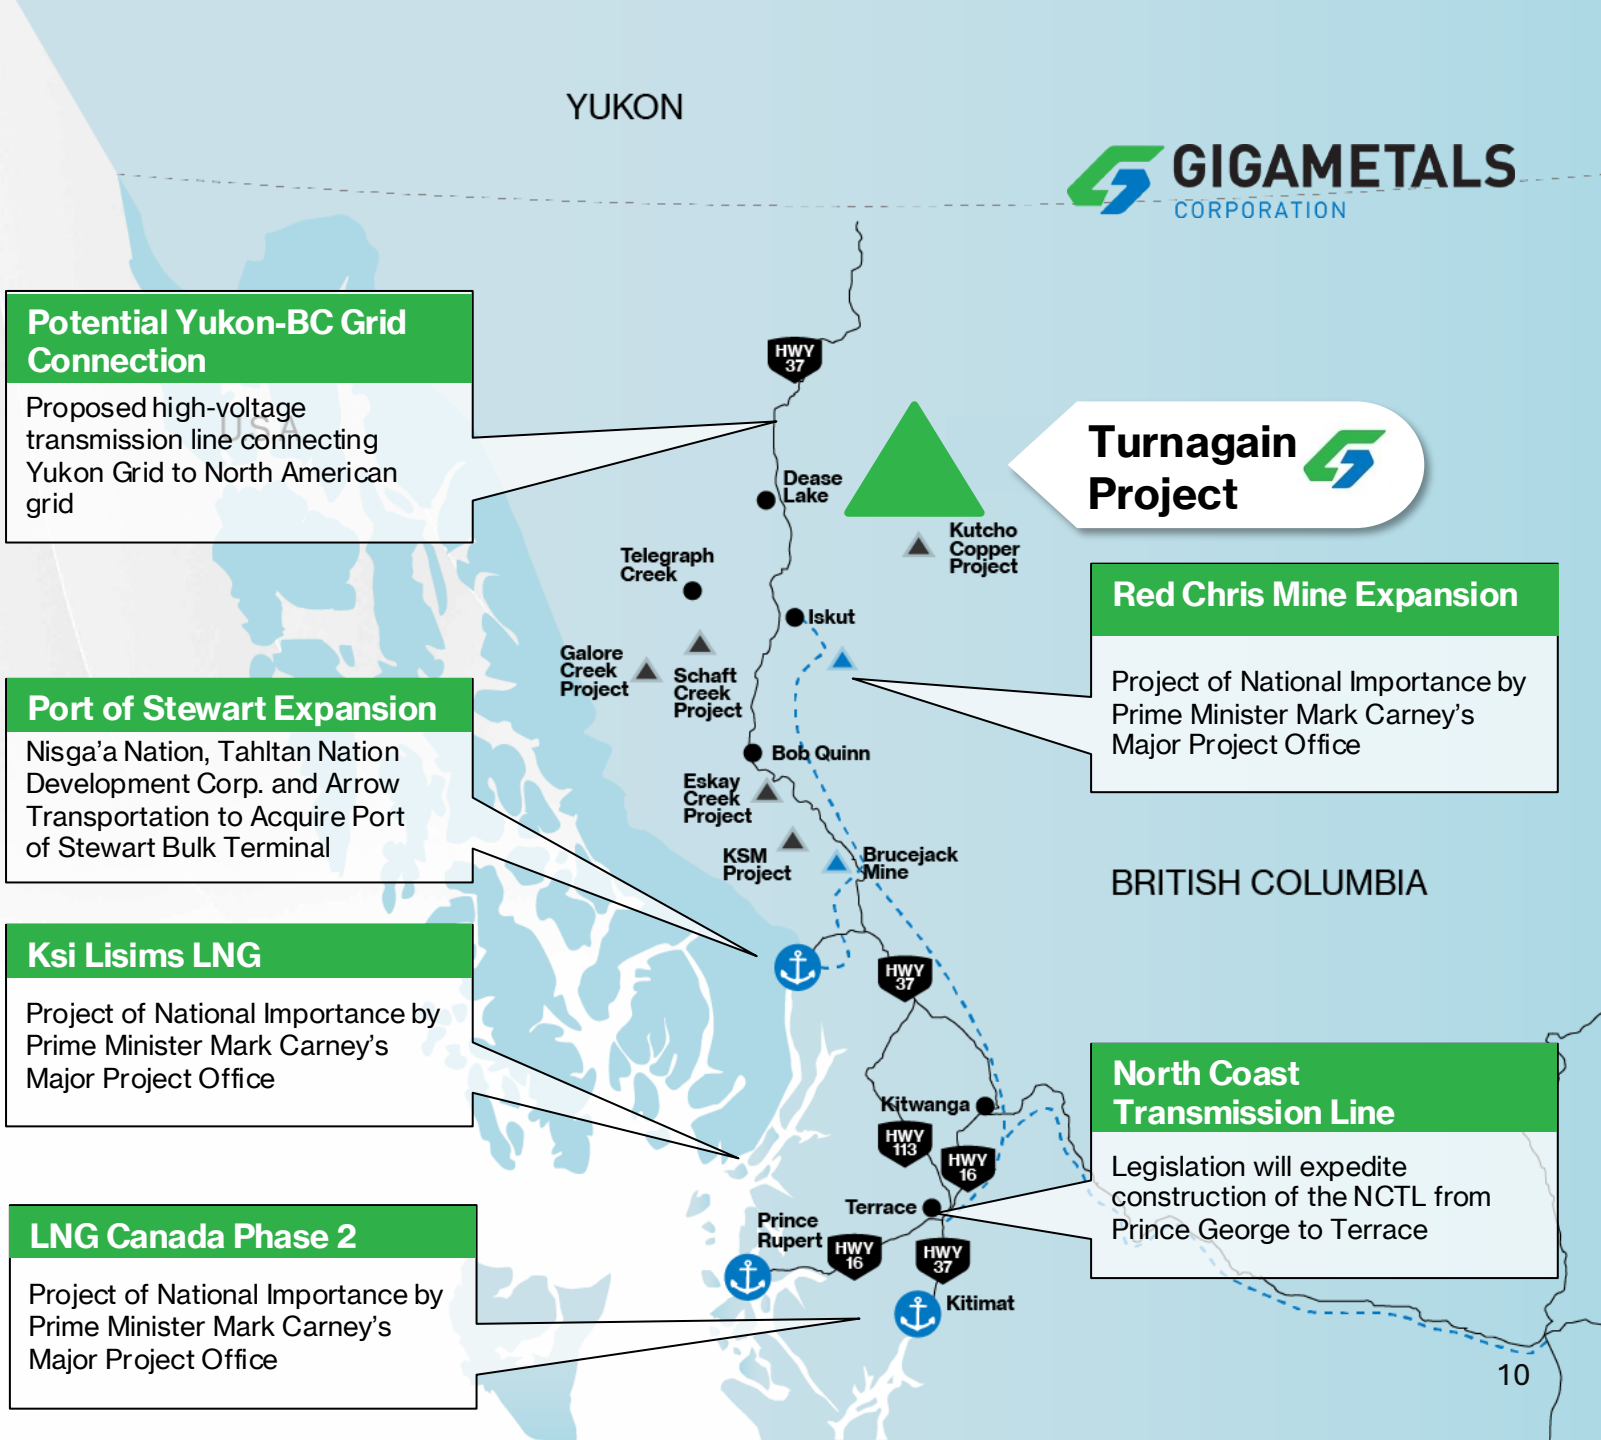 YUKON
GIGAMETALS
CORPORATION
Potential Yukon-BC Grid
Connection
Proposed high-voltage
transmission line connecting
Yukon Grid to North American
grid
USA
HWY
37
Turnagain
Project
Dease
Lake
Kutcho
Copper
Project
Telegraph
Creek
Iskut
Red Chris Mine Expansion
Project of National Importance by
Prime Minister Mark Carney's
Major Project Office
Galore
Creek
Project
Schaft
Creek
Project
Port of Stewart Expansion
Nisga'a Nation, Tahltan Nation
Development Corp. and Arrow
Transportation to Acquire Port
of Stewart Bulk Terminal
Bob Quinn
Eskay
Creek
Project
KSM
Project
Brucejack
Mine
BRITISH COLUMBIA
Ksi Lisims LNG
Project of National Importance by
Prime Minister Mark Carney's
Major Project Office
HWY
37
North Coast
Transmission Line
Legislation will expedite
construction of the NCTL from
Prince George to Terrace
Kitwanga
HWY
113
HWY
16
Terrace
Prince
Rupert
HWY
16
HWY
37
Kitimat
LNG Canada Phase 2
Project of National Importance by
Prime Minister Mark Carney's
Major Project Office
10